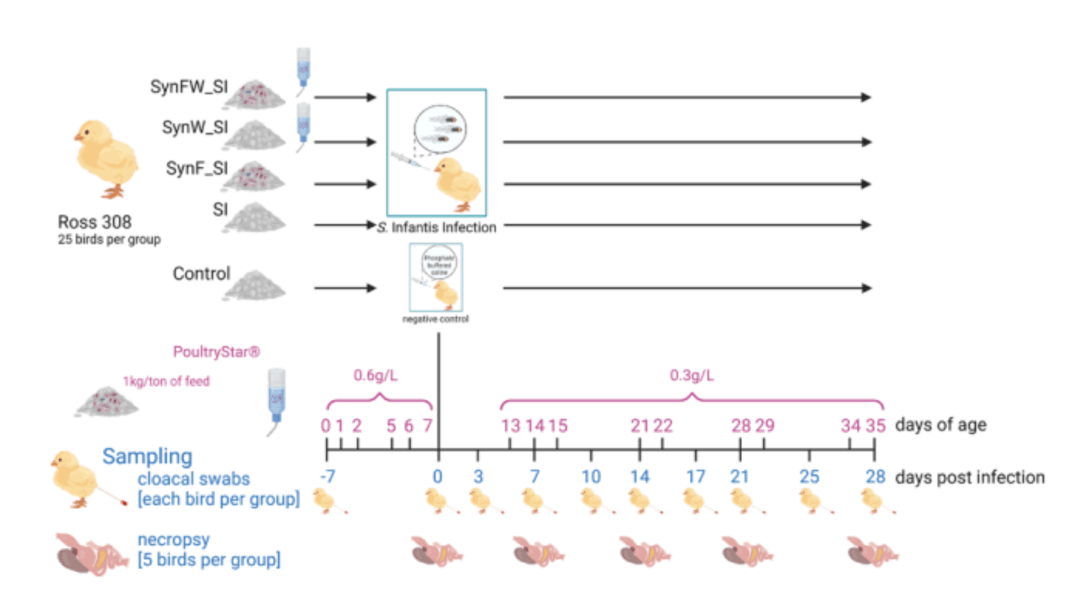 SynFW_SI
SynW_SI
SynF_SI
SI
Ross 308
25 birds per group
S. Infantis Infection
Control
Phosphate
buffered
saline
negative control
PoultryStar®
1kg/ton of feed
0.6g/L
0.3g/L
0 1 2 5 6 7 13 14 15 21 22 28 29 34 35 days of age
Sampling
cloacal swabs
[each bird per group]
-7 0 3 7 10 14 17 21 25 28 days post infection
necropsy
[5 birds per group]